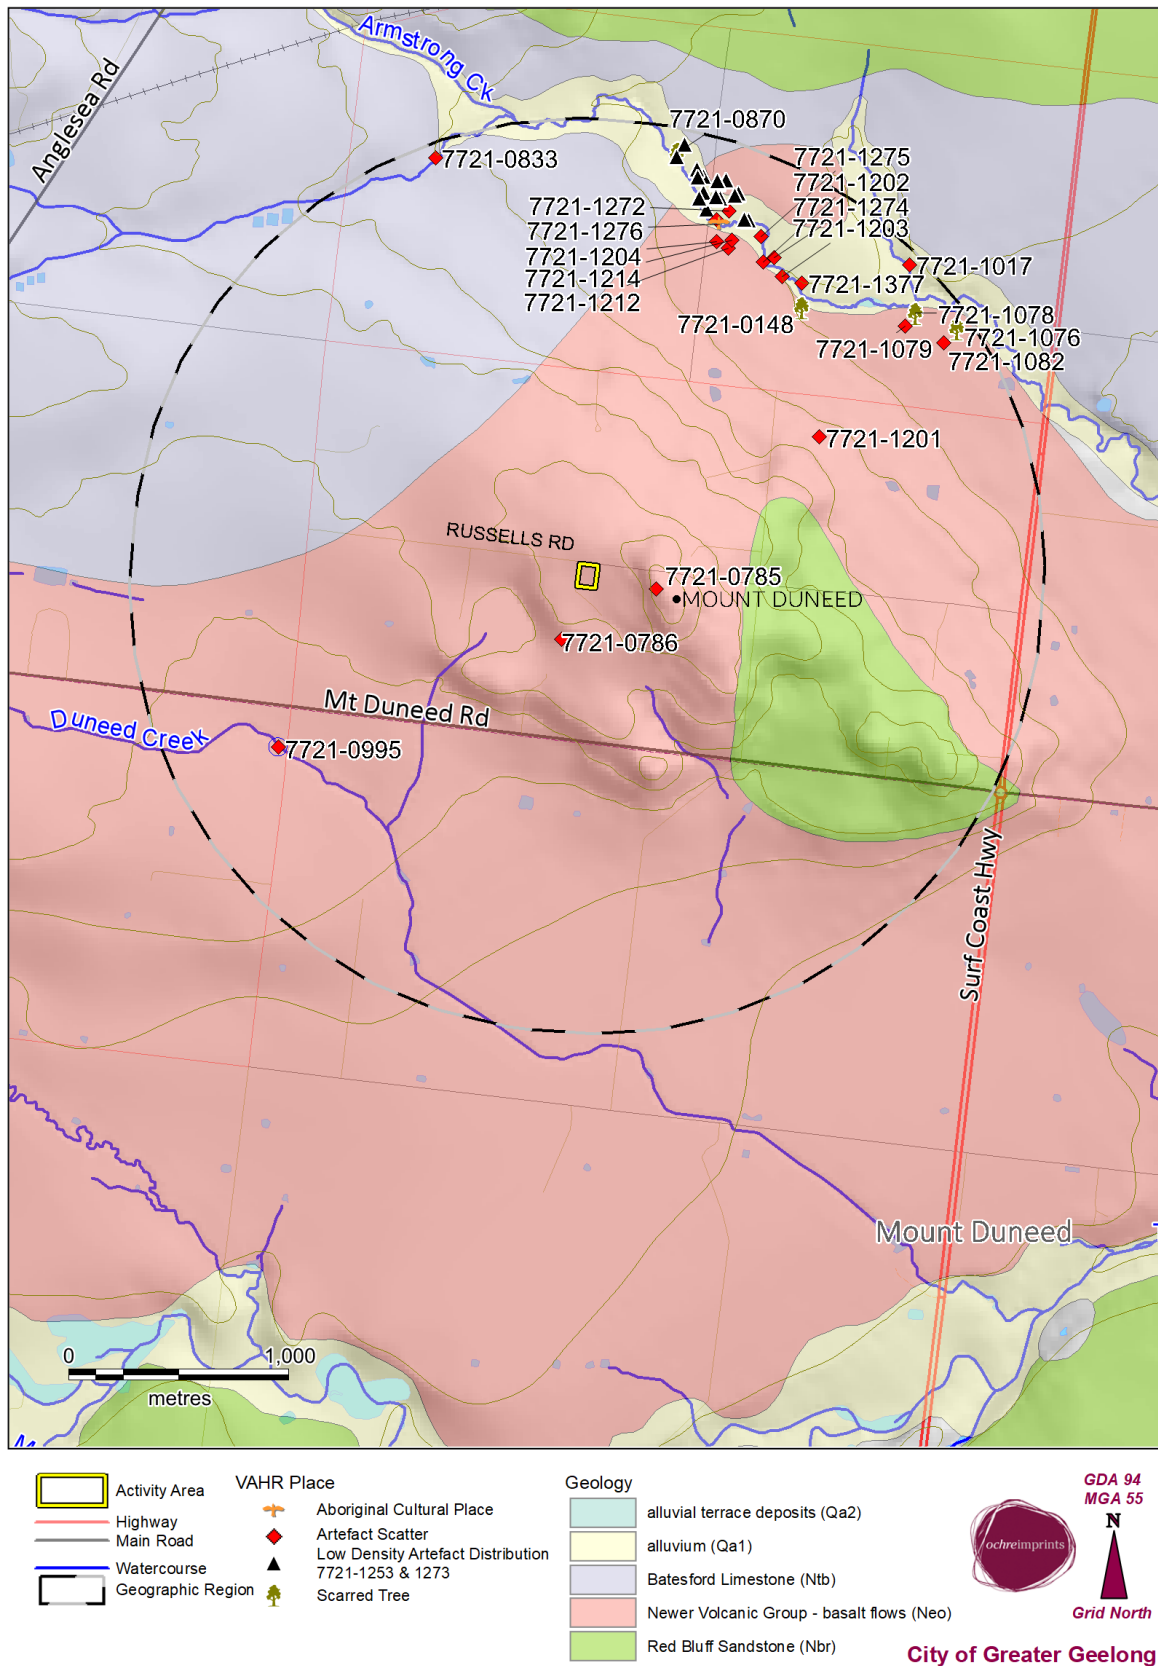 Armstrong Ck
Anglesea Rd
7721-0870
7721-0833
7721-1275
7721-1202
7721-1274
7721-1203
7721-1272
7721-1276
7721-1204
7721-1214
7721-1212
7721-1017
7721-1377
7721-0148
7721-1078
7721-1076
7721-1079
7721-1082
7721-1201
RUSSELLS RD
7721-0785
MOUNT DUNEED
7721-0786
Mt Duneed Rd
Duneed Creek
7721-0995
Surf Coast Hwy
Mount Duneed
0 1,000
metres
Activity Area
Highway
Main Road
Watercourse
Geographic Region
VAHR Place
Aboriginal Cultural Place
Artefact Scatter
Low Density Artefact Distribution
7721-1253 & 1273
Scarred Tree
Geology
alluvial terrace deposits (Qa2)
alluvium (Qa1)
Batesford Limestone (Ntb)
Newer Volcanic Group - basalt flows (Neo)
Red Bluff Sandstone (Nbr)
ochreimprints
GDA 94
MGA 55
N
Grid North
City of Greater Geelong